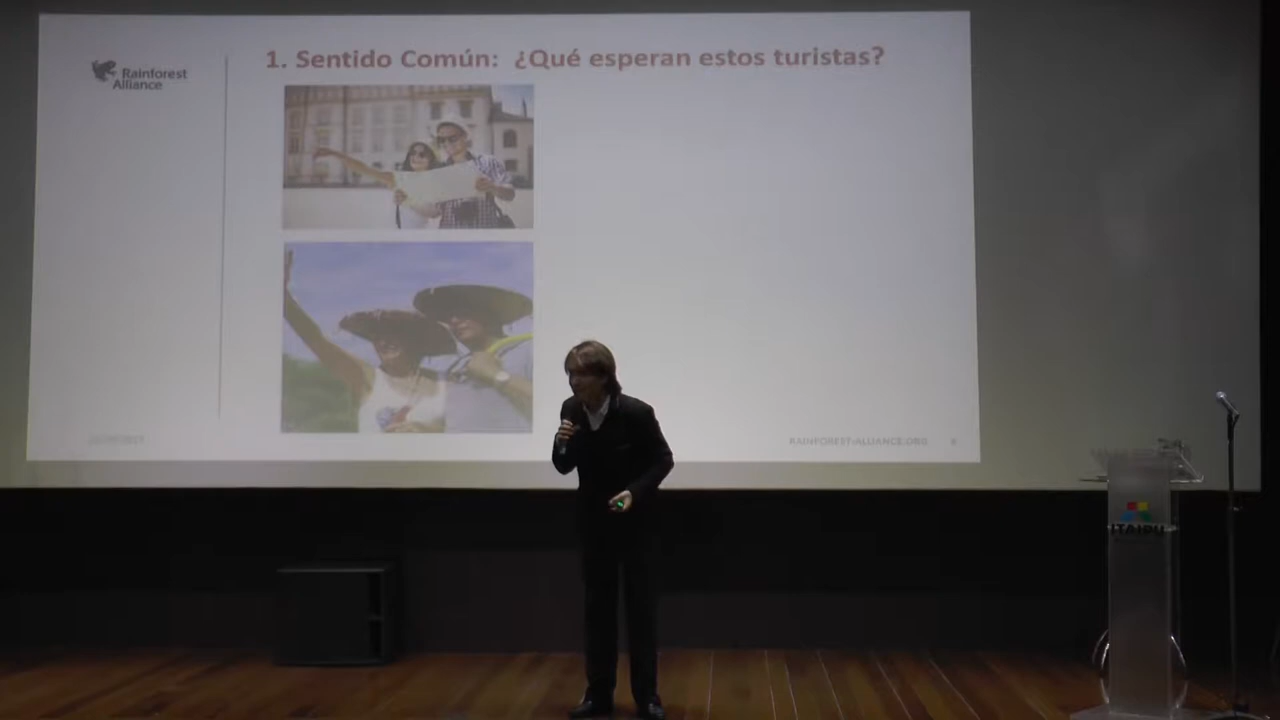 1. Sentido Común: ¿Qué esperan estos turistas?
Rainforest
Alliance
RAINFOREST-ALLIANCE.ORG
ITAIPU